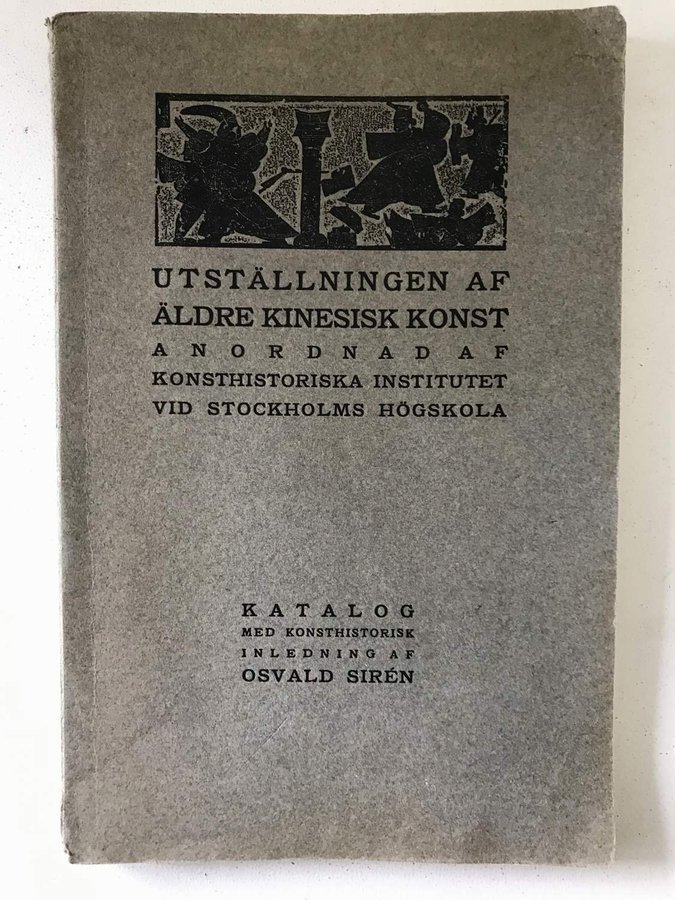 UTSTÄLLNINGEN AF
ÄLDRE KINESISK KONST
ANORDNAD AF
KONSTHISTORISKA INSTITUTET
VID STOCKHOLMS HÖGSKOLA
KATALOG
MED KONSTHISTORISK
INLEDNING AF
OSVALD SIRÉN